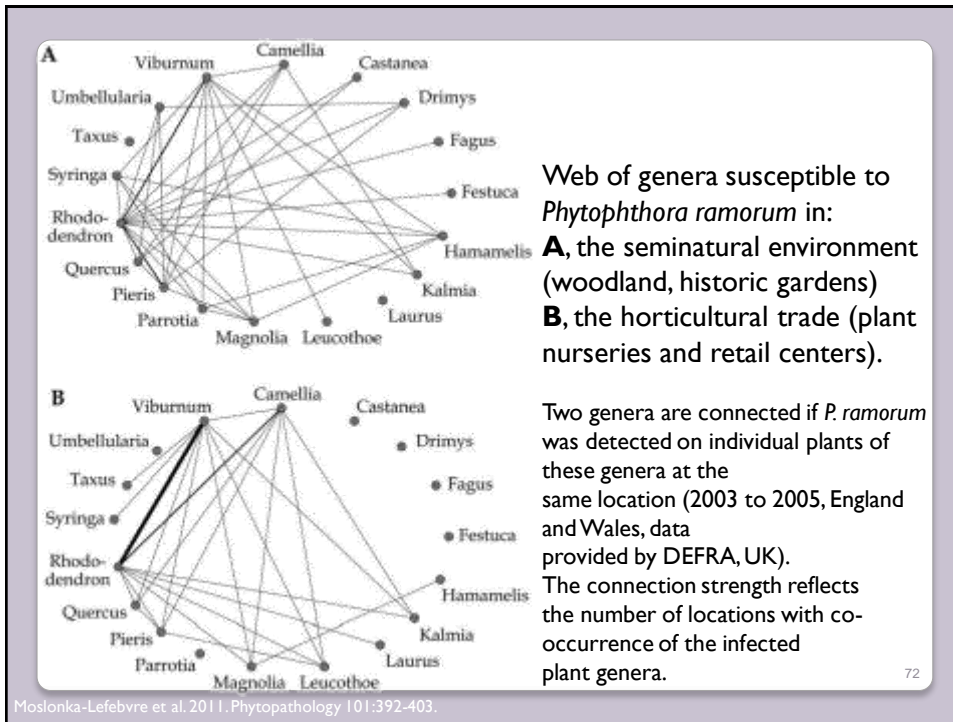 A
Camellia
Viburnum
Castanea
Umbellularia
Drimys
Taxus
Fagus
Syringa
Festuca
Rhodo-
dendron
Hamamelis
Quercus
Kalmia
Pieris
Laurus
Parrotia
Magnolia
Leucothoe
B
Camellia
Viburnum
Castanea
Umbellularia
Drimys
Taxus
Fagus
Syringa
Festuca
Rhodo-
dendron
Hamamelis
Quercus
Kalmia
Pieris
Laurus
Parrotia
Magnolia
Leucothoe
Web of genera susceptible to
Phytophthora ramorum in:
A, the seminatural environment
(woodland, historic gardens)
B, the horticultural trade (plant
nurseries and retail centers).
Two genera are connected if P. ramorum
was detected on individual plants of
these genera at the
same location (2003 to 2005, England
and Wales, data
provided by DEFRA, UK).
The connection strength reflects
the number of locations with co-
occurrence of the infected
plant genera.
72
Moslonka-Lefebvre et al. 2011. Phytopathology 101:392-403.